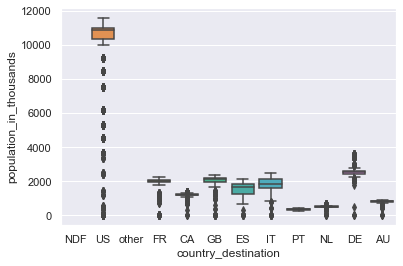 12000
10000
8000
6000
4000
2000
0
population_in_thousands
NDF US other FR CA GB ES IT PT NL DE AU
country_destination